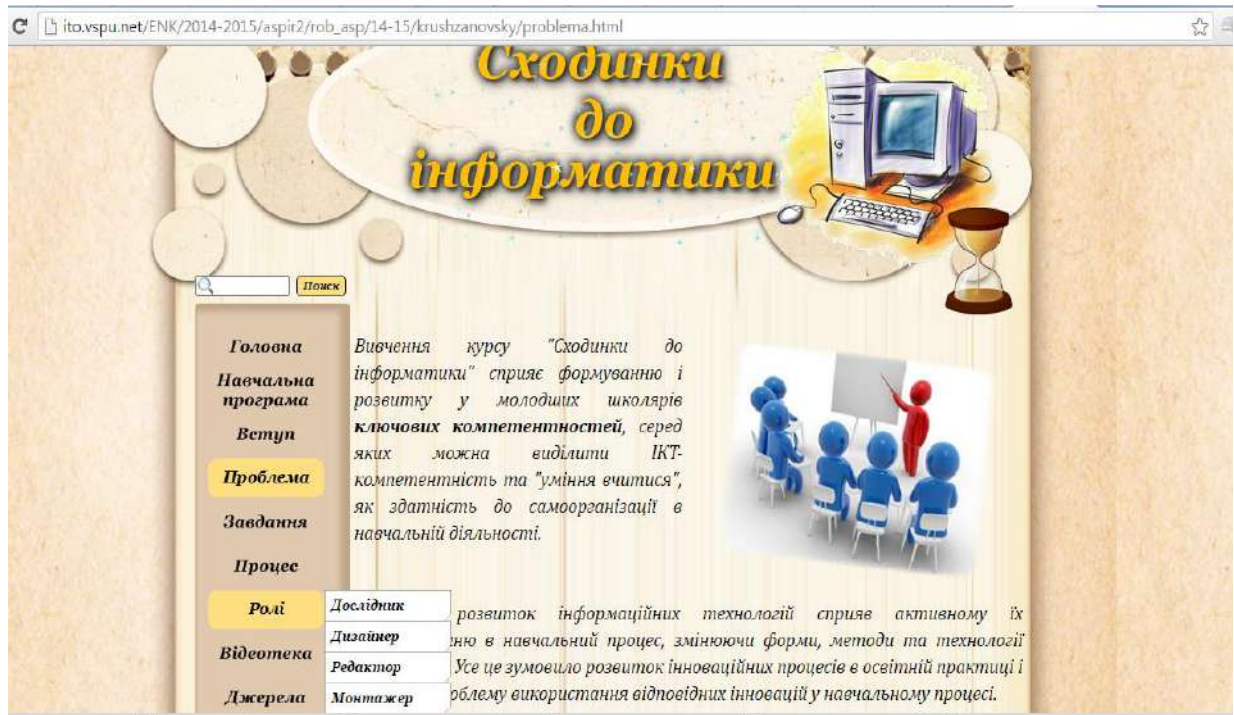 ito.vspu.net/ENK/2014-2015/aspir2/rob_asp/14-15/krushzanovsky/problema.html
Сходинки
до
інформатики
Поиск
Головна
Навчальна
програма
Вступ
Проблема
Завдання
Процес
Ролі
Відеотека
Джерела
Дослідник
Дизайнер
Редактор
Монтажер
Вивчення курсу "Сходинки до
інформатики" сприяє формуванню і
розвитку у молодших школярів
ключових компетентностей, серед
яких можна виділити ІКТ-
компетентність та "уміння вчитися",
як здатність до самоорганізації в
навчальній діяльності.
розвиток інформаційних технологій сприяв активному їх
в навчальний процес, змінюючи форми, методи та технології
Усе це зумовило розвиток інноваційних процесів в освітній практиці і
використання відповідних інновацій у навчальному процесі.